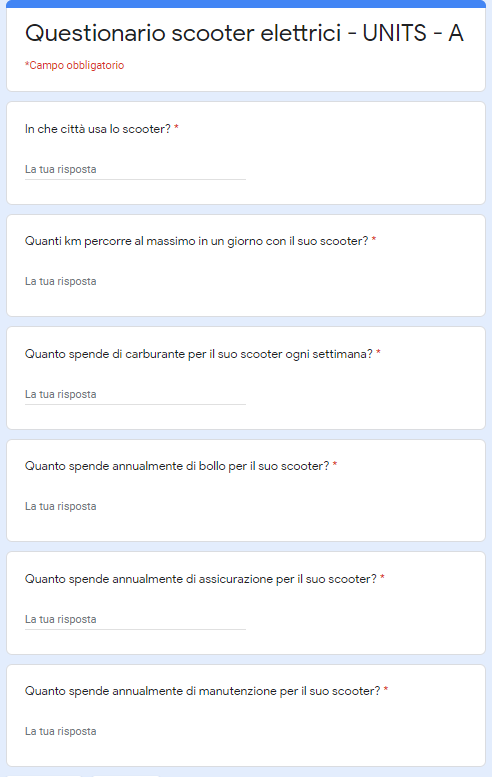 Questionario scooter elettrici - UNITS - A
*Campo obbligatorio
In che città usa lo scooter? *
La tua risposta
Quanti km percorre al massimo in un giorno con il suo scooter? *
La tua risposta
Quanto spende di carburante per il suo scooter ogni settimana? *
La tua risposta
Quanto spende annualmente di bollo per il suo scooter? *
La tua risposta
Quanto spende annualmente di assicurazione per il suo scooter? *
La tua risposta
Quanto spende annualmente di manutenzione per il suo scooter? *
La tua risposta